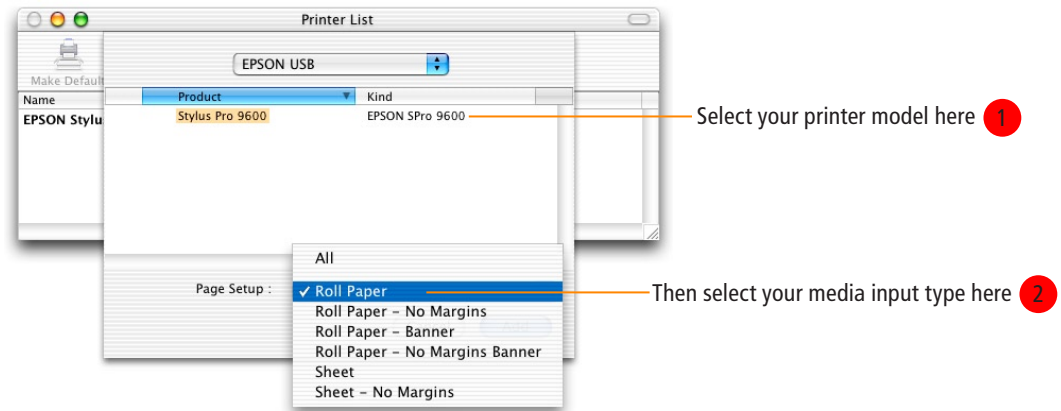 Printer List
EPSON USB
Make Default
Name
Product
Kind
EPSON Stylu
Stylus Pro 9600
EPSON SPro 9600
Select your printer model here 1
All
Page Setup :
✓ Roll Paper
Then select your media input type here 2
Roll Paper – No Margins
Roll Paper – Banner
Add
Roll Paper – No Margins Banner
Sheet
Sheet – No Margins